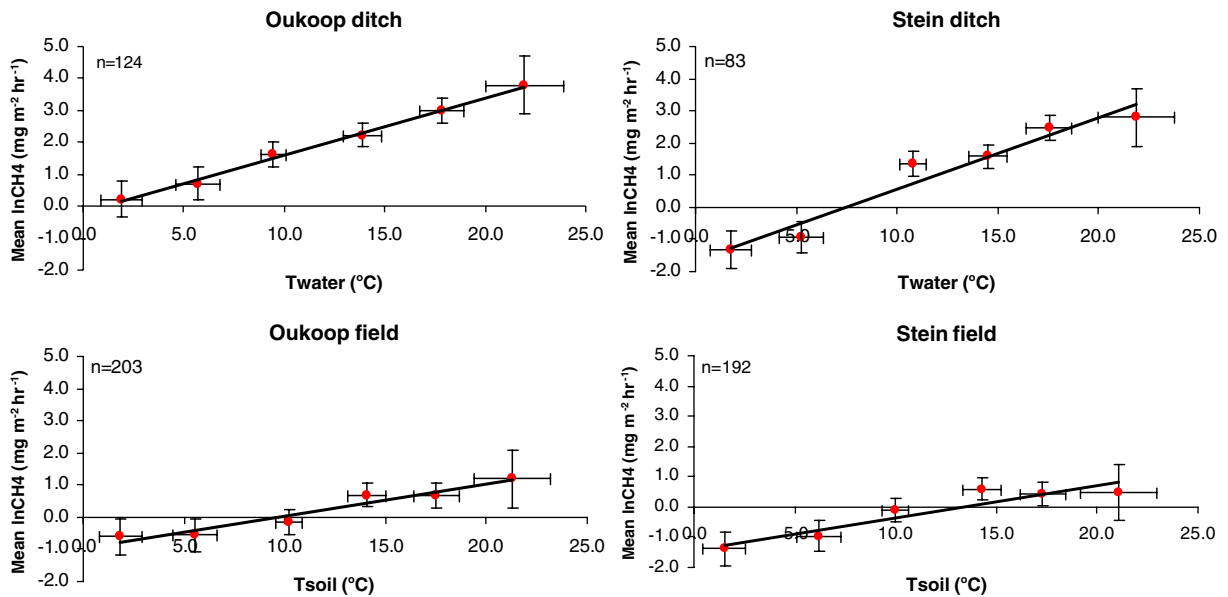 Oukoop ditch
n=124
Mean lnCH4 (mg m⁻² hr⁻¹)
5.0
4.0
3.0
2.0
1.0
0.0
-1.0
-2.0
0.0 5.0 10.0 15.0 20.0 25.0
Twater (°C)
Stein ditch
n=83
Mean lnCH4 (mg m⁻² hr⁻¹)
5.0
4.0
3.0
2.0
1.0
0.0
-1.0
-2.0
0.0 5.0 10.0 15.0 20.0 25.0
Twater (°C)
Oukoop field
n=203
Mean lnCH4 (mg m⁻² hr⁻¹)
5.0
4.0
3.0
2.0
1.0
0.0
-1.0
-2.0
0.0 5.0 10.0 15.0 20.0 25.0
Tsoil (°C)
Stein field
n=192
Mean lnCH4 (mg m⁻² hr⁻¹)
5.0
4.0
3.0
2.0
1.0
0.0
-1.0
-2.0
0.0 5.0 10.0 15.0 20.0 25.0
Tsoil (°C)